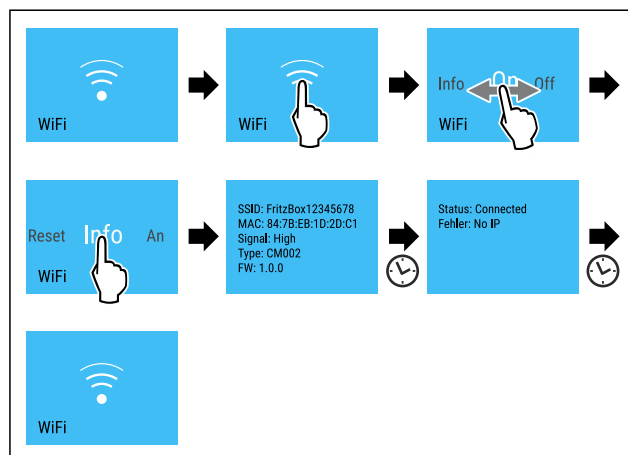 WiFi
WiFi
Info On Off
WiFi
Reset Info An
WiFi
SSID: FritzBox12345678
MAC: 84:7B:EB:1D:2D:C1
Signal: High
Type: CM002
FW: 1.0.0
Status: Connected
Fehler: No IP
WiFi